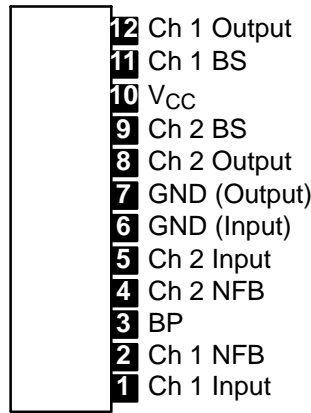 12 Ch 1 Output
11 Ch 1 BS
10 VCC
9 Ch 2 BS
8 Ch 2 Output
7 GND (Output)
6 GND (Input)
5 Ch 2 Input
4 Ch 2 NFB
3 BP
2 Ch 1 NFB
1 Ch 1 Input